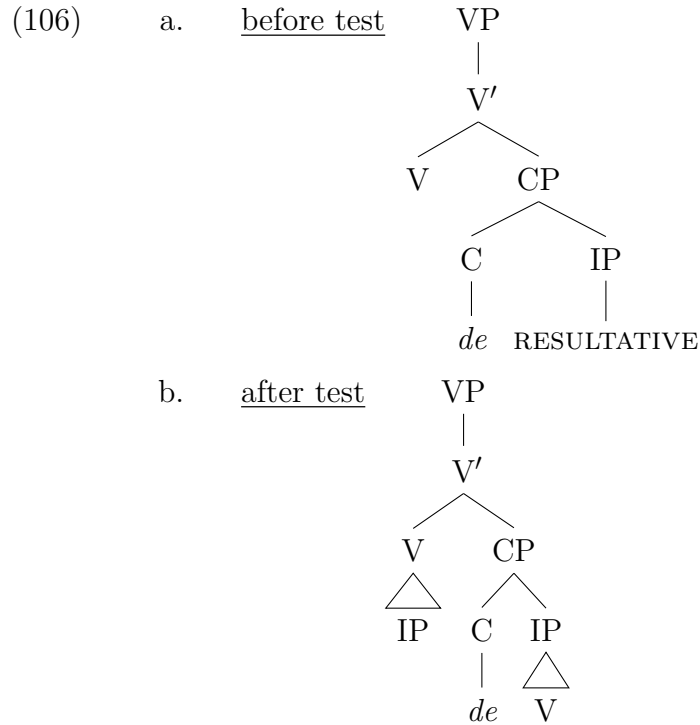 (106) a. before test VP
V′
V CP
C IP
de RESULTATIVE
b. after test VP
V′
V CP
IP C IP
de V